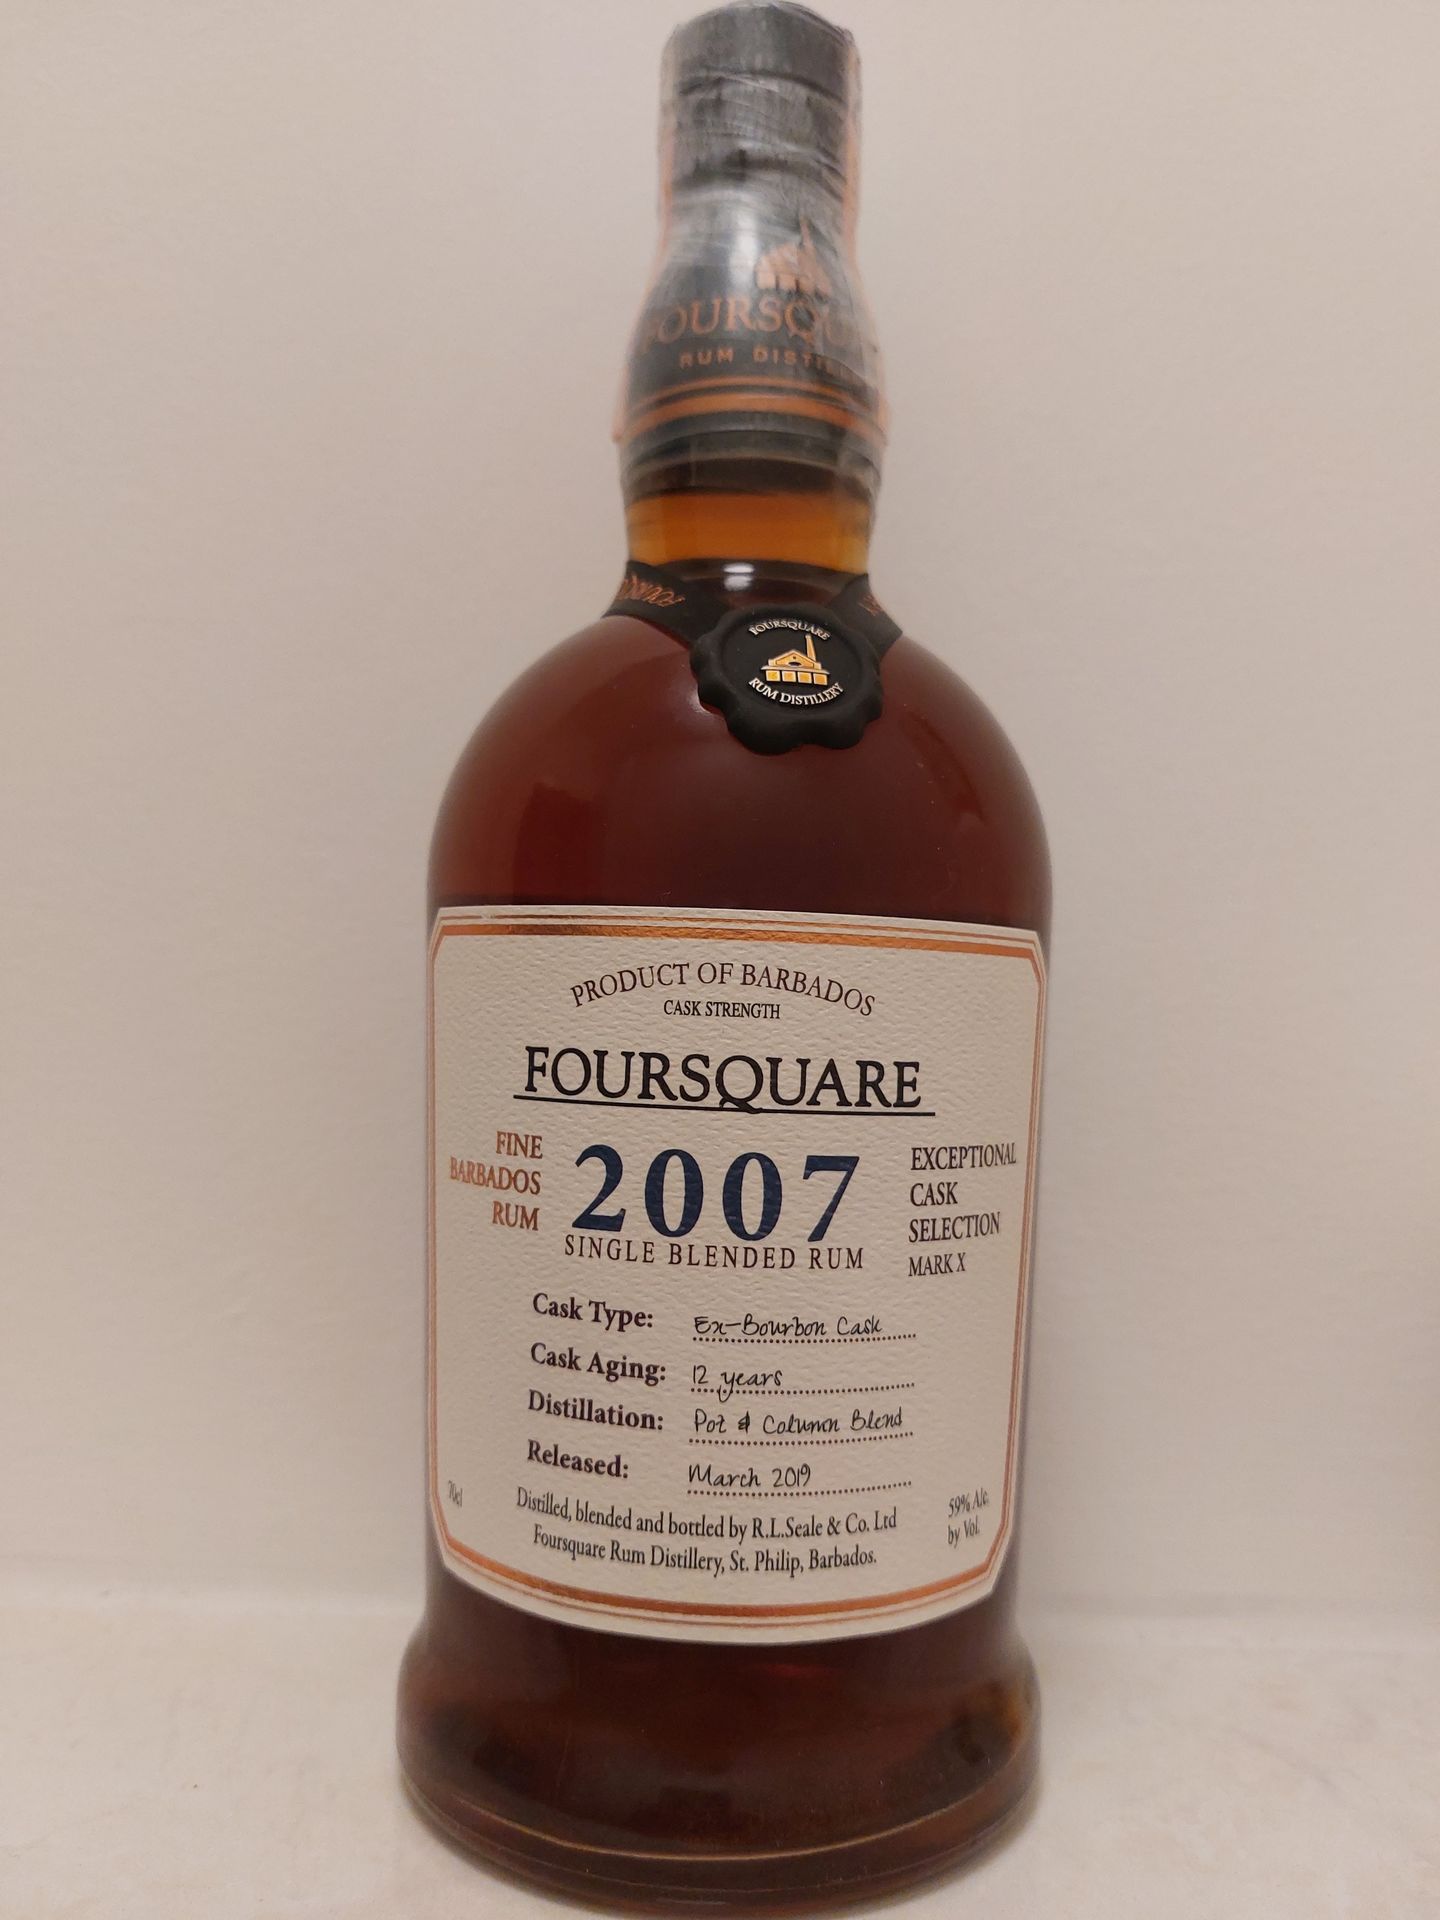 FOURSQU
RUM DISTILLE
FOURSQUARE
RUM DISTILLERY
PRODUCT OF BARBADOS
CASK STRENGTH
FOURSQUARE
FINE
BARBADOS
RUM
2007
SINGLE BLENDED RUM
EXCEPTIONAL
CASK
SELECTION
MARK X
Cask Type: Ex-Bourbon Cask
Cask Aging: 12 years
Distillation: Pot & Column Blend
Released: March 2019
70cl
Distilled, blended and bottled by R.L.Seale & Co. Ltd
Foursquare Rum Distillery, St. Philip, Barbados.
59% Alc.
by Vol.